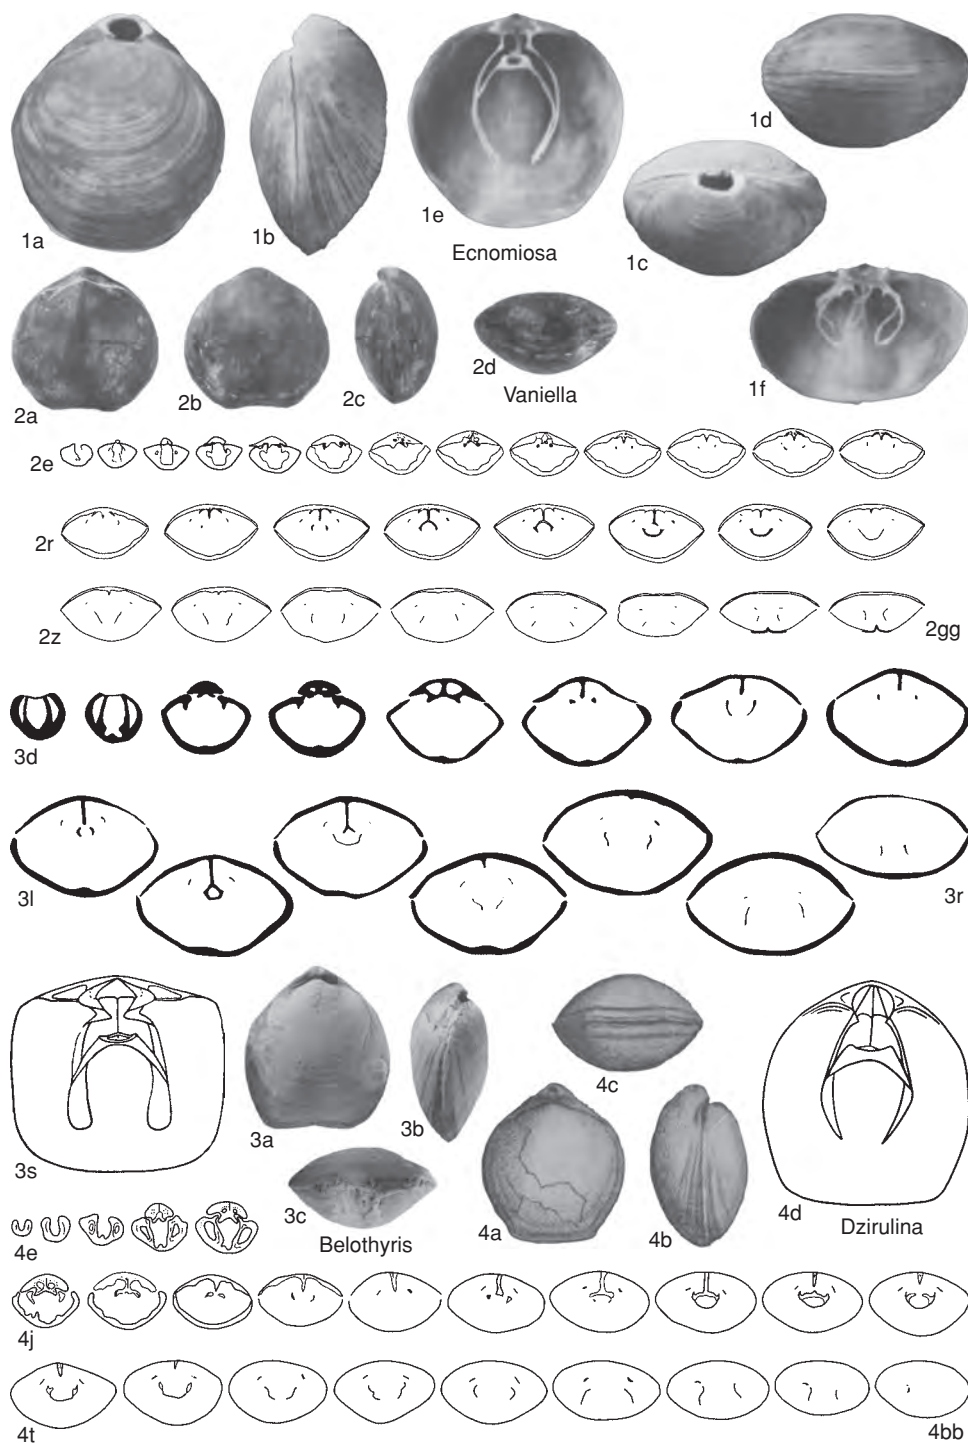 1a
1b
1e
Ecnomiosa
1d
1c
2a
2b
2c
2d
Vaniella
1f
2e
2r
2z
2gg
3d
3l
3r
3s
3a
3b
3c
Belothyris
4c
4a
4b
4d
Dzirulina
4e
4j
4t
4bb